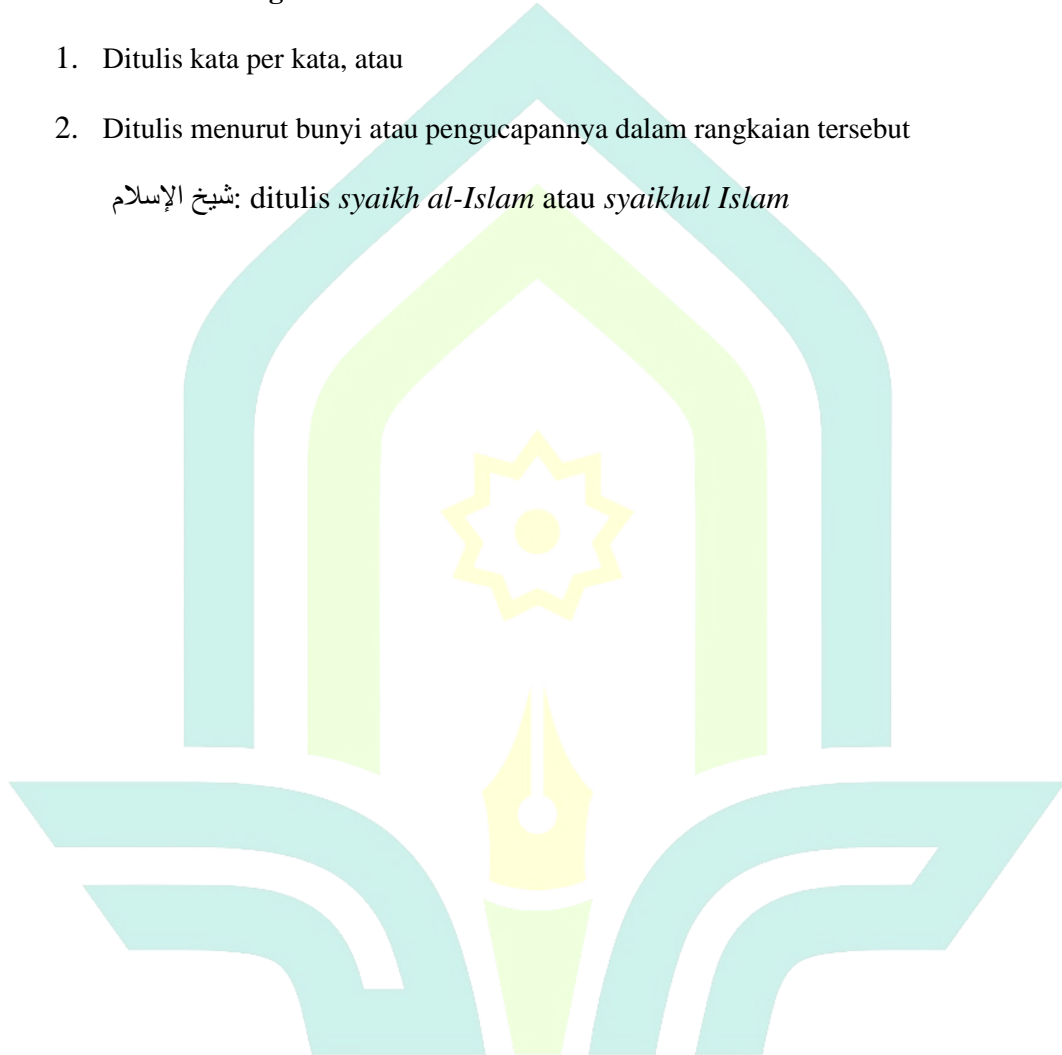 1. Ditulis kata per kata, atau
2. Ditulis menurut bunyi atau pengucapannya dalam rangkaian tersebut
شيخ الإسلام: ditulis syaikh al-Islam atau syaikhul Islam